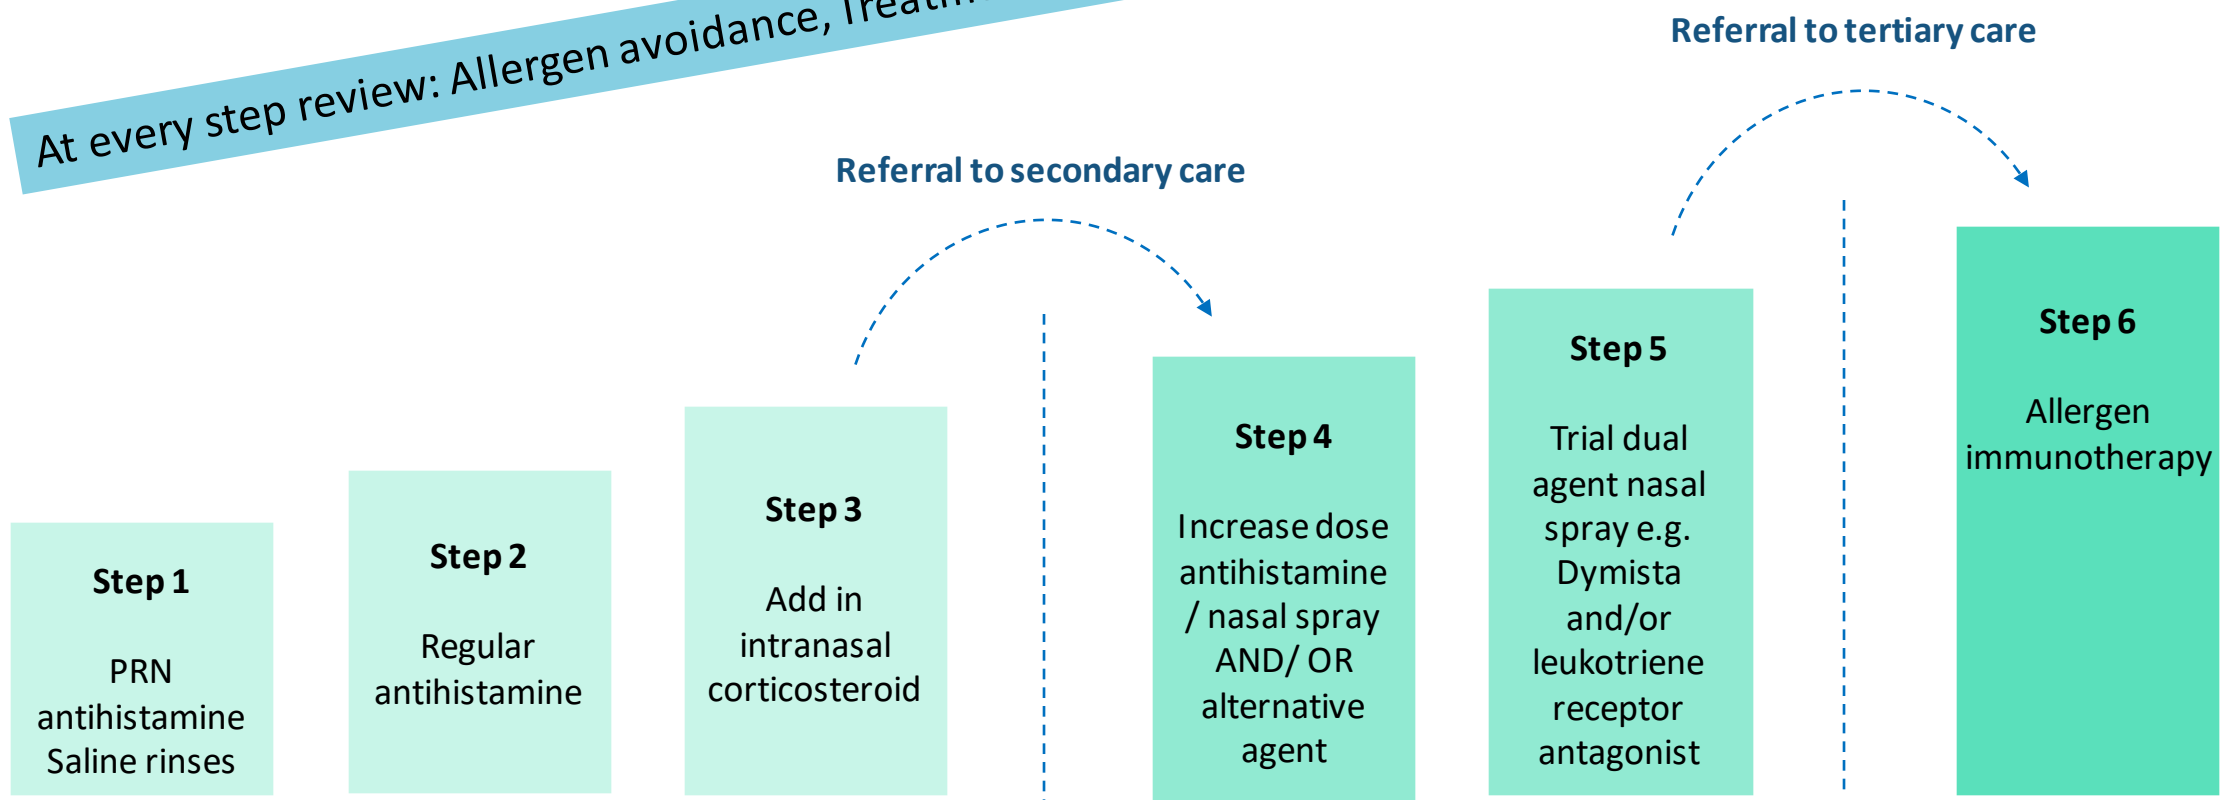 At every step review: Allergen avoidance,
Referral to tertiary care
Referral to secondary care
Step 1
PRN
antihistamine
Saline rinses
Step 2
Regular
antihistamine
Step 3
Add in
intranasal
corticosteroid
Step 4
Increase dose
antihistamine
/ nasal spray
AND/ OR
alternative
agent
Step 5
Trial dual
agent nasal
spray e.g.
Dymista
and/or
leukotriene
receptor
antagonist
Step 6
Allergen
immunotherapy